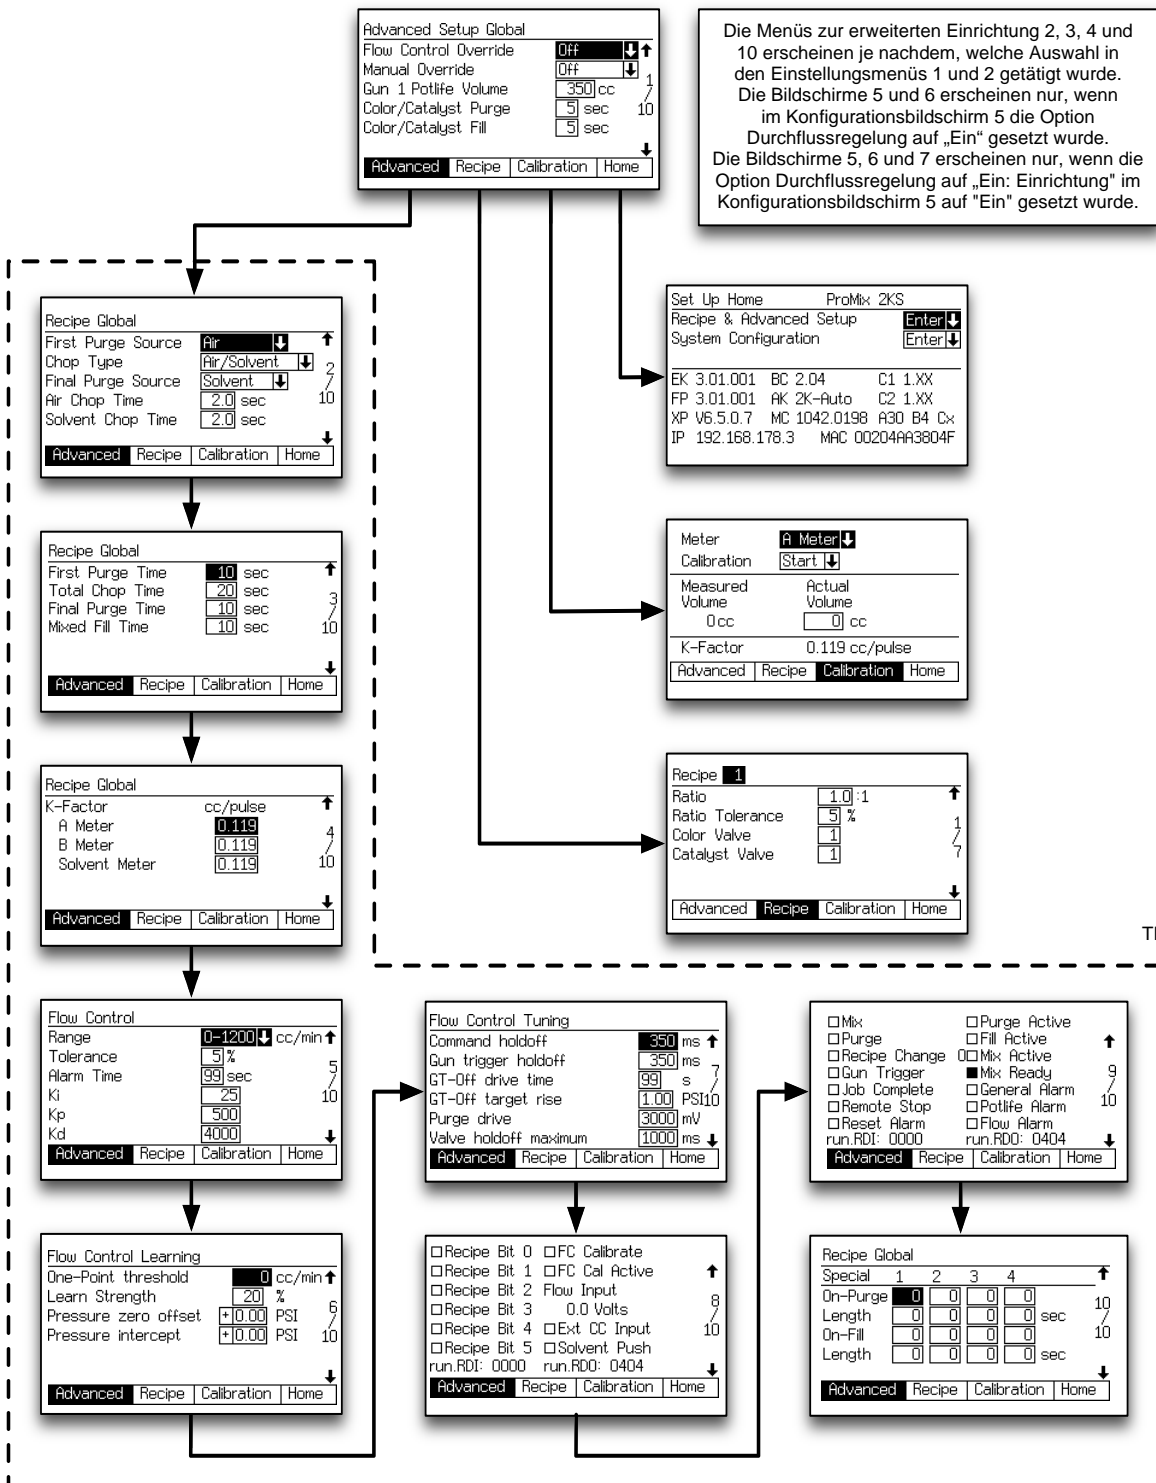 Advanced Setup Global
Flow Control Override Off
Manual Override Off
Gun 1 Potlife Volume 350 cc
Color/Catalyst Purge 5 sec
Color/Catalyst Fill 5 sec
1/10
Advanced Recipe Calibration Home
Die Menüs zur erweiterten Einrichtung 2, 3, 4 und
10 erscheinen je nachdem, welche Auswahl in
den Einstellungsmenüs 1 und 2 getätigt wurde.
Die Bildschirme 5 und 6 erscheinen nur, wenn
im Konfigurationsbildschirm 5 die Option
Durchflussregelung auf „Ein“ gesetzt wurde.
Die Bildschirme 5, 6 und 7 erscheinen nur, wenn die
Option Durchflussregelung auf „Ein: Einrichtung" im
Konfigurationsbildschirm 5 auf "Ein" gesetzt wurde.
Recipe Global
First Purge Source Air
Chop Type Air/Solvent
Final Purge Source Solvent
Air Chop Time 2.0 sec
Solvent Chop Time 2.0 sec
2/10
Advanced Recipe Calibration Home
Set Up Home ProMix 2KS
Recipe & Advanced Setup Enter
System Configuration Enter
EK 3.01.001 BC 2.04 C1 1.XX
FP 3.01.001 AK 2K-Auto C2 1.XX
XP V6.5.0.7 MC 1042.0198 A30 B4 Cx
IP 192.168.178.3 MAC 00204AA3804F
Recipe Global
First Purge Time 10 sec
Total Chop Time 20 sec
Final Purge Time 10 sec
Mixed Fill Time 10 sec
3/10
Advanced Recipe Calibration Home
Meter A Meter
Calibration Start
Measured Actual
Volume Volume
0 cc 0 cc
K-Factor 0.119 cc/pulse
Advanced Recipe Calibration Home
Recipe Global
K-Factor cc/pulse
A Meter 0.119
B Meter 0.119
Solvent Meter 0.119
4/10
Advanced Recipe Calibration Home
Recipe 1
Ratio 1.0 :1
Ratio Tolerance 5 %
Color Valve 1
Catalyst Valve 1
1/7
Advanced Recipe Calibration Home
Flow Control
Range 0-1200 cc/min
Tolerance 5 %
Alarm Time 99 sec
Ki 25
Kp 500
Kd 4000
5/10
Advanced Recipe Calibration Home
Flow Control Tuning
Command holdoff 350 ms
Gun trigger holdoff 350 ms
GT-Off drive time 99 s
GT-Off target rise 1.00 PSI
Purge drive 3000 mV
Valve holdoff maximum 1000 ms
7/10
Advanced Recipe Calibration Home
Mix Purge Active
Purge Fill Active
Recipe Change 0 Mix Active
Gun Trigger Mix Ready
Job Complete General Alarm
Remote Stop Potlife Alarm
Reset Alarm Flow Alarm
run.RDI: 0000 run.RDO: 0404
9/10
Advanced Recipe Calibration Home
Flow Control Learning
One-Point threshold 0 cc/min
Learn Strength 20 %
Pressure zero offset + 0.00 PSI
Pressure intercept + 0.00 PSI
6/10
Advanced Recipe Calibration Home
Recipe Bit 0 FC Calibrate
Recipe Bit 1 FC Cal Active
Recipe Bit 2 Flow Input
Recipe Bit 3 0.0 Volts
Recipe Bit 4 Ext CC Input
Recipe Bit 5 Solvent Push
run.RDI: 0000 run.RDO: 0404
8/10
Advanced Recipe Calibration Home
Recipe Global
Special 1 2 3 4
On-Purge 0 0 0 0
Length 0 0 0 0 sec
On-Fill 0 0 0 0
Length 0 0 0 0 sec
10/10
Advanced Recipe Calibration Home